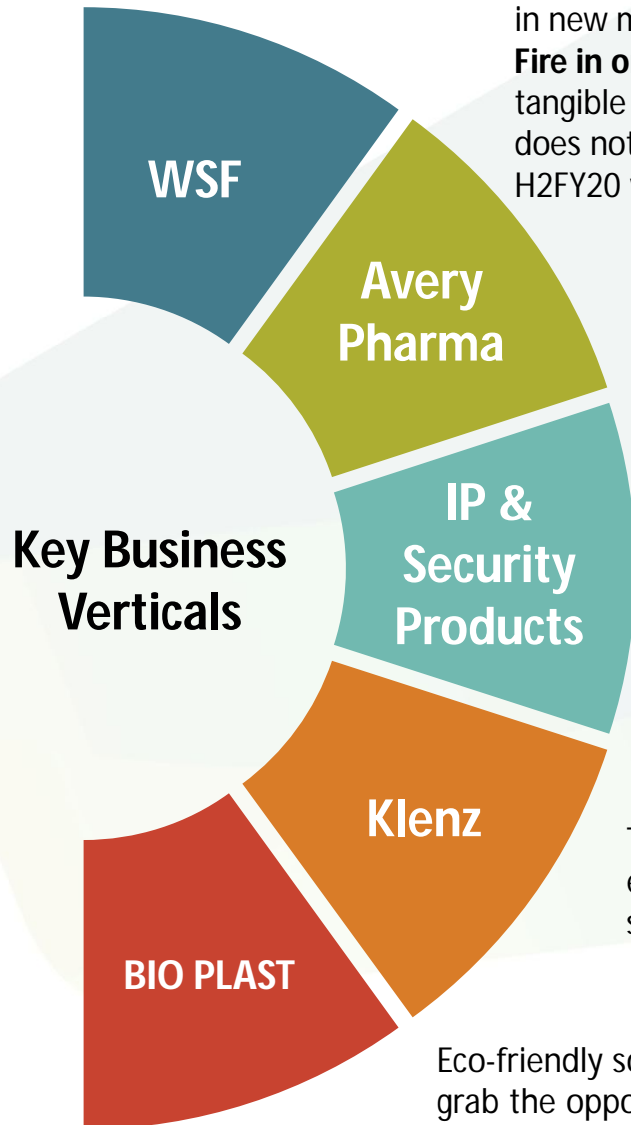 in new
Fire in
tangible
does not
H2FY20
WSF
Avery
Pharma
IP &
Security
Products
Key Business
Verticals
Klenz
BIO PLAST
Eco-friendly
grab the